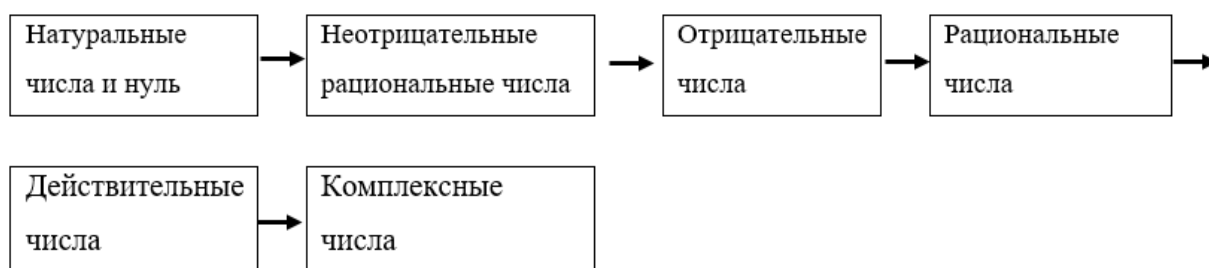 Натуральные
числа и нуль
Неотрицательные
рациональные числа
Отрицательные
числа
Рациональные
числа
Действительные
числа
Комплексные
числа